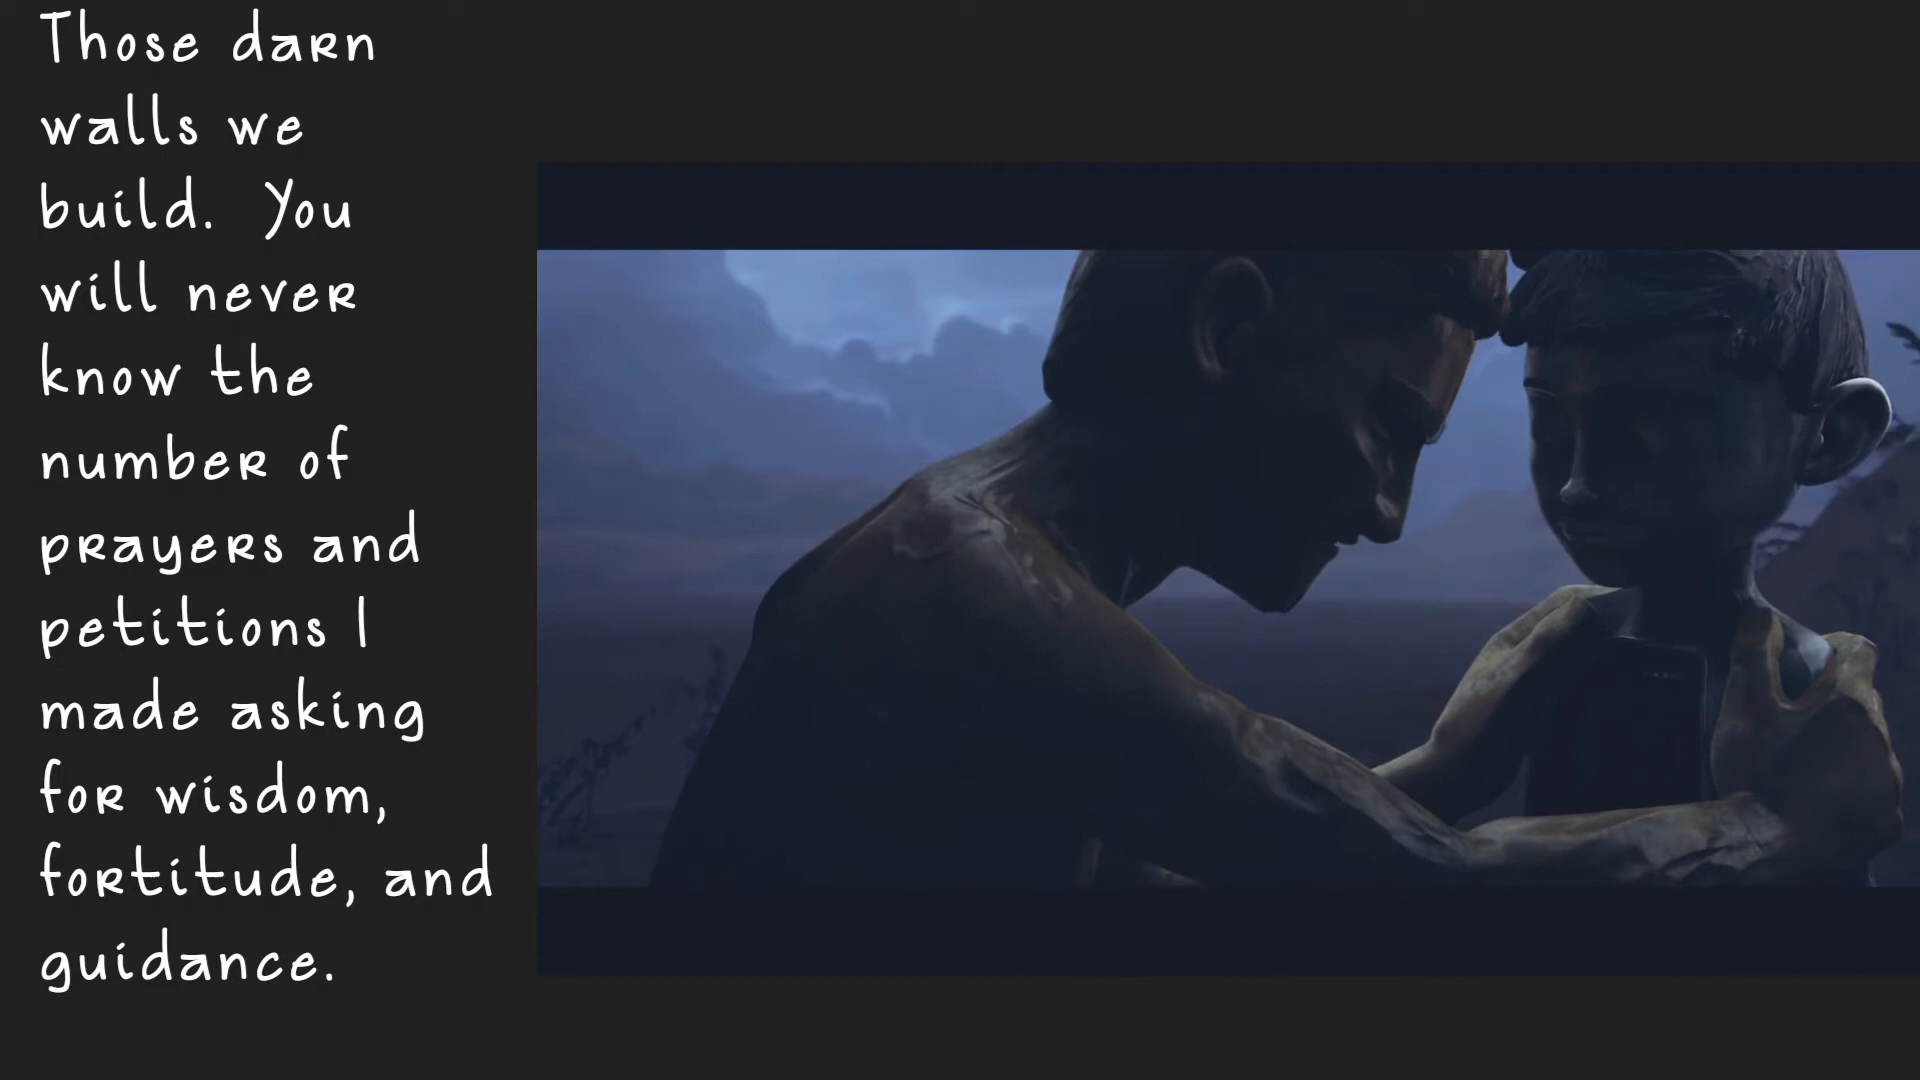 Those darn
walls we
build.  You
will never
know the
number of
prayers and
petitions I
made asking
for wisdom,
fortitude, and
guidance.